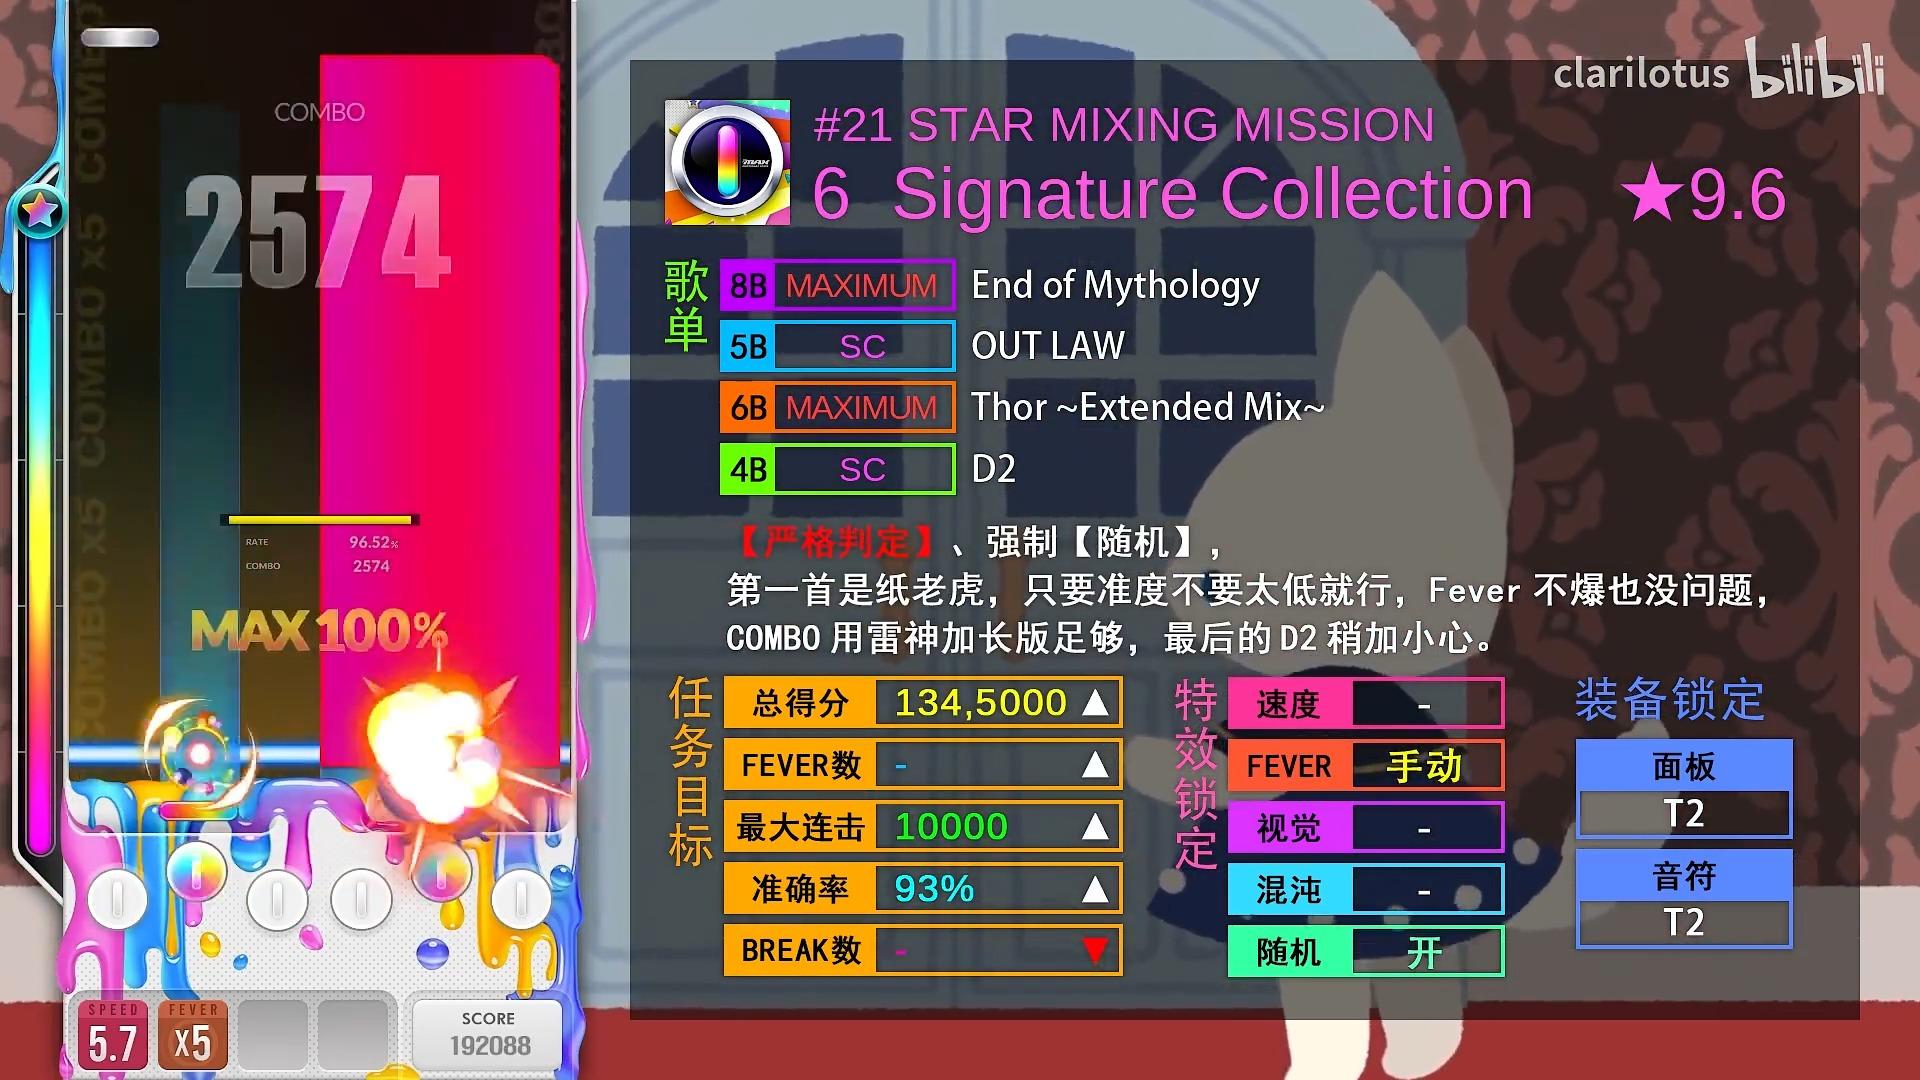 clarilotus bilibili
COMBO
2574
RATE 96.52%
COMBO 2574
MAX 100%
SPEED
5.7
FEVER
X5
SCORE
192088
COMBO x5 COMBO x5 COMBO
#21 STAR MIXING MISSION
6 Signature Collection ★9.6
歌单
8B MAXIMUM End of Mythology
5B SC OUT LAW
6B MAXIMUM Thor ~Extended Mix~
4B SC D2
【严格判定】、强制【随机】,
第一首是纸老虎，只要准度不要太低就行，Fever 不爆也没问题，
COMBO 用雷神加长版足够，最后的 D2 稍加小心。
任务目标
总得分 134,5000 ▲
FEVER数 - ▲
最大连击 10000 ▲
准确率 93% ▲
BREAK数 - ▼
特效锁定
速度 -
FEVER 手动
视觉 -
混沌 -
随机 开
装备锁定
面板
T2
音符
T2